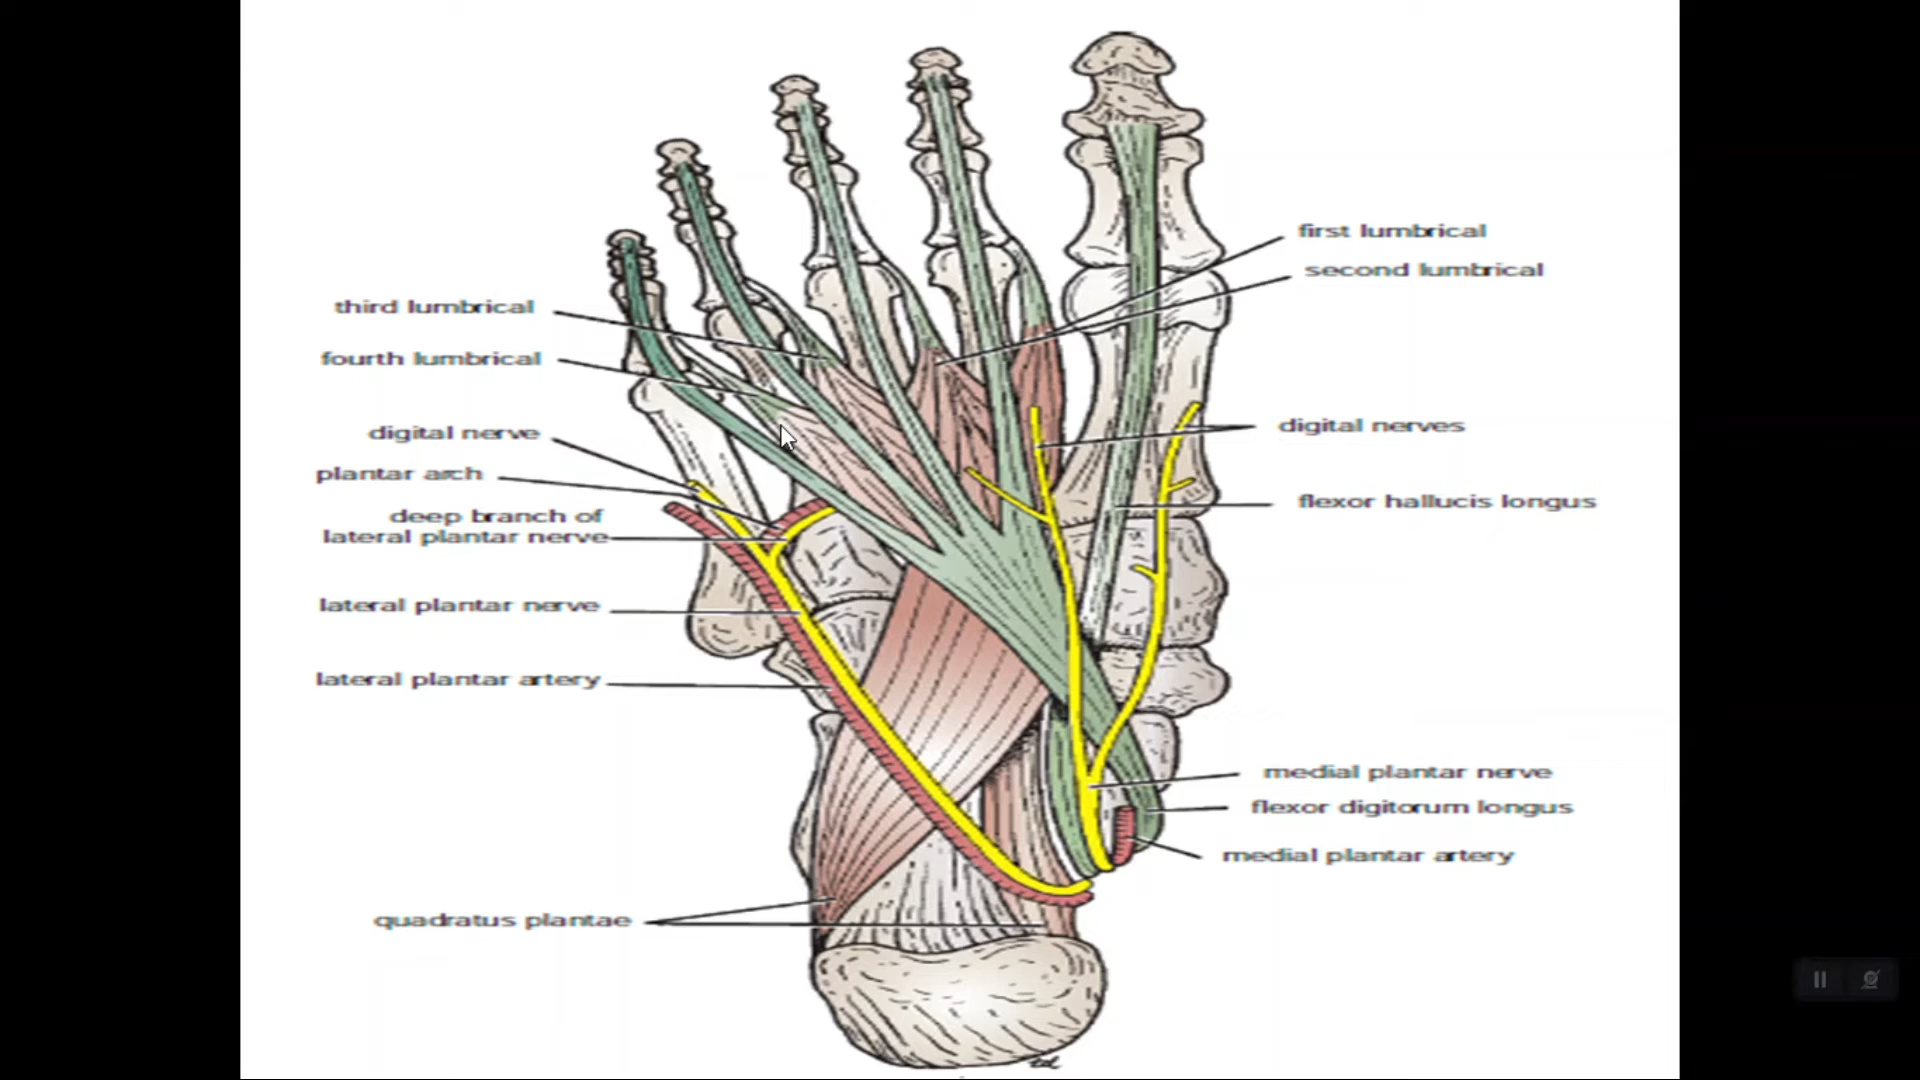 first lumbrical
second lumbrical
third lumbrical
fourth lumbrical
digital nerve
digital nerves
plantar arch
flexor hallucis longus
deep branch of
lateral plantar nerve
lateral plantar nerve
lateral plantar artery
medial plantar nerve
flexor digitorum longus
medial plantar artery
quadratus plantae